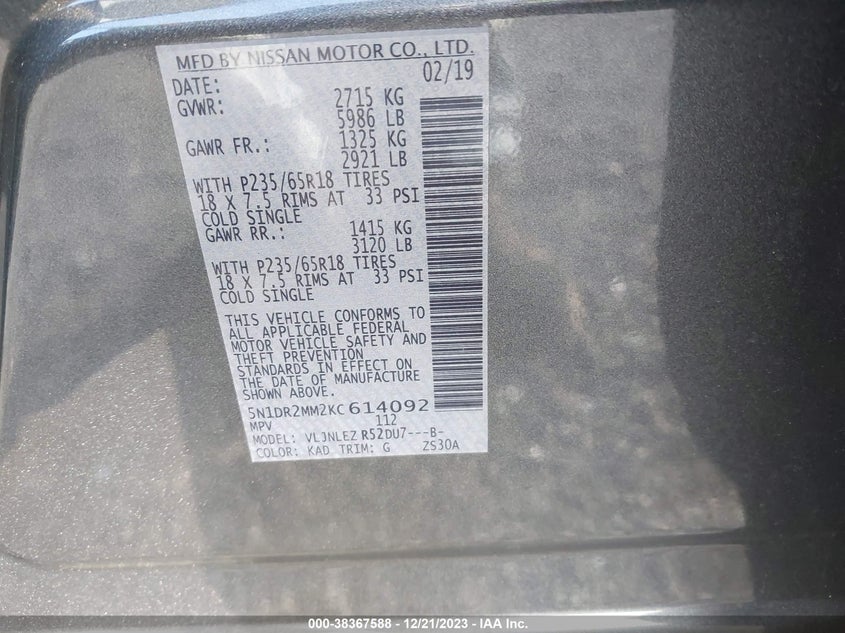 MFD BY NISSAN MOTOR CO., LTD.
DATE: 02/19
GVWR: 2715 KG
5986 LB
GAWR FR.: 1325 KG
2921 LB
WITH P235/65R18 TIRES
18 X 7.5 RIMS AT 33 PSI
COLD SINGLE
GAWR RR.: 1415 KG
3120 LB
WITH P235/65R18 TIRES
18 X 7.5 RIMS AT 33 PSI
COLD SINGLE
THIS VEHICLE CONFORMS TO
ALL APPLICABLE FEDERAL
MOTOR VEHICLE SAFETY AND
THEFT PREVENTION
STANDARDS IN EFFECT ON
THE DATE OF MANUFACTURE
SHOWN ABOVE.
5N1DR2MM2KC614092
MPV 112
MODEL: VLJNLEZ R52DU7---B-
COLOR: KAD TRIM: G ZS30A
000-38367588 - 12/21/2023 - IAA Inc.